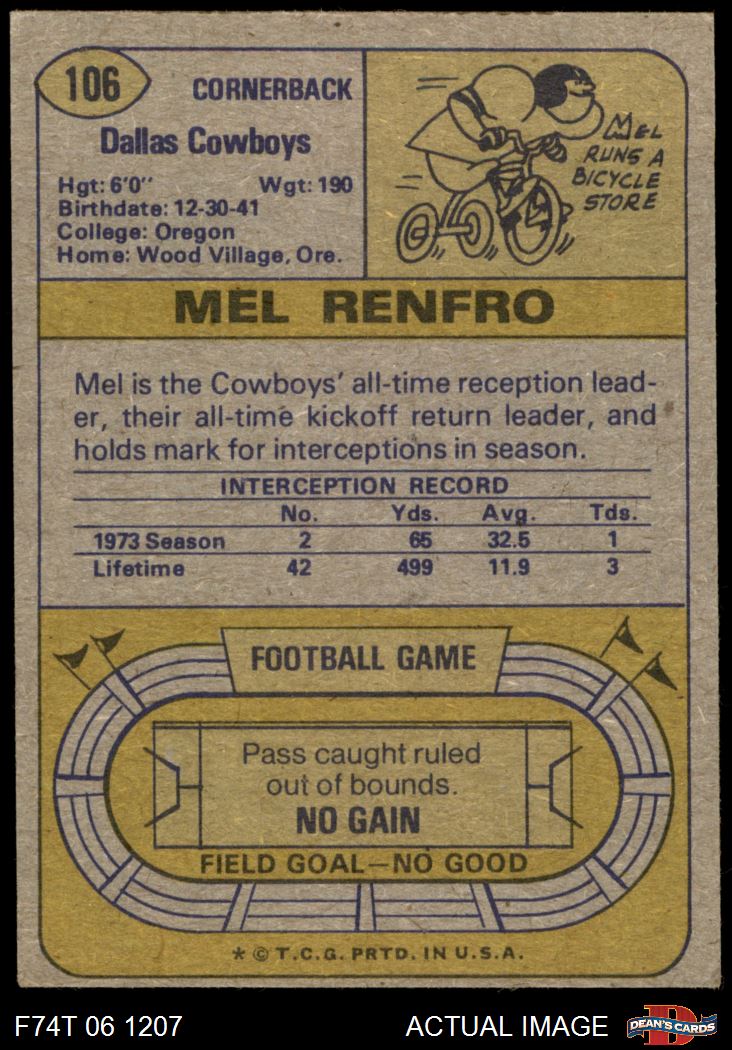 106
CORNERBACK
Dallas Cowboys
Hgt: 6'0'' Wgt: 190
Birthdate: 12-30-41
College: Oregon
Home: Wood Village, Ore.
MEL
RUNS A
BICYCLE
STORE
MEL RENFRO
Mel is the Cowboys' all-time reception lead-
er, their all-time kickoff return leader, and
holds mark for interceptions in season.
INTERCEPTION RECORD
No. Yds. Avg. Tds.
1973 Season 2 65 32.5 1
Lifetime 42 499 11.9 3
FOOTBALL GAME
Pass caught ruled
out of bounds.
NO GAIN
FIELD GOAL—NO GOOD
* © T.C.G. PRTD. IN U.S.A.
F74T 06 1207 ACTUAL IMAGE
D
DEAN'S CARDS